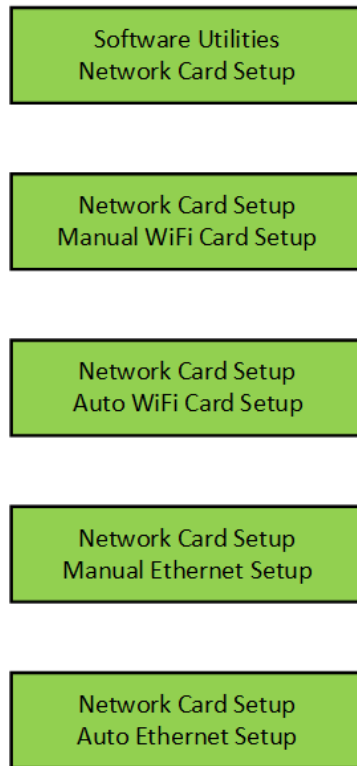 Software Utilities
Network Card Setup
Network Card Setup
Manual WiFi Card Setup
Network Card Setup
Auto WiFi Card Setup
Network Card Setup
Manual Ethernet Setup
Network Card Setup
Auto Ethernet Setup